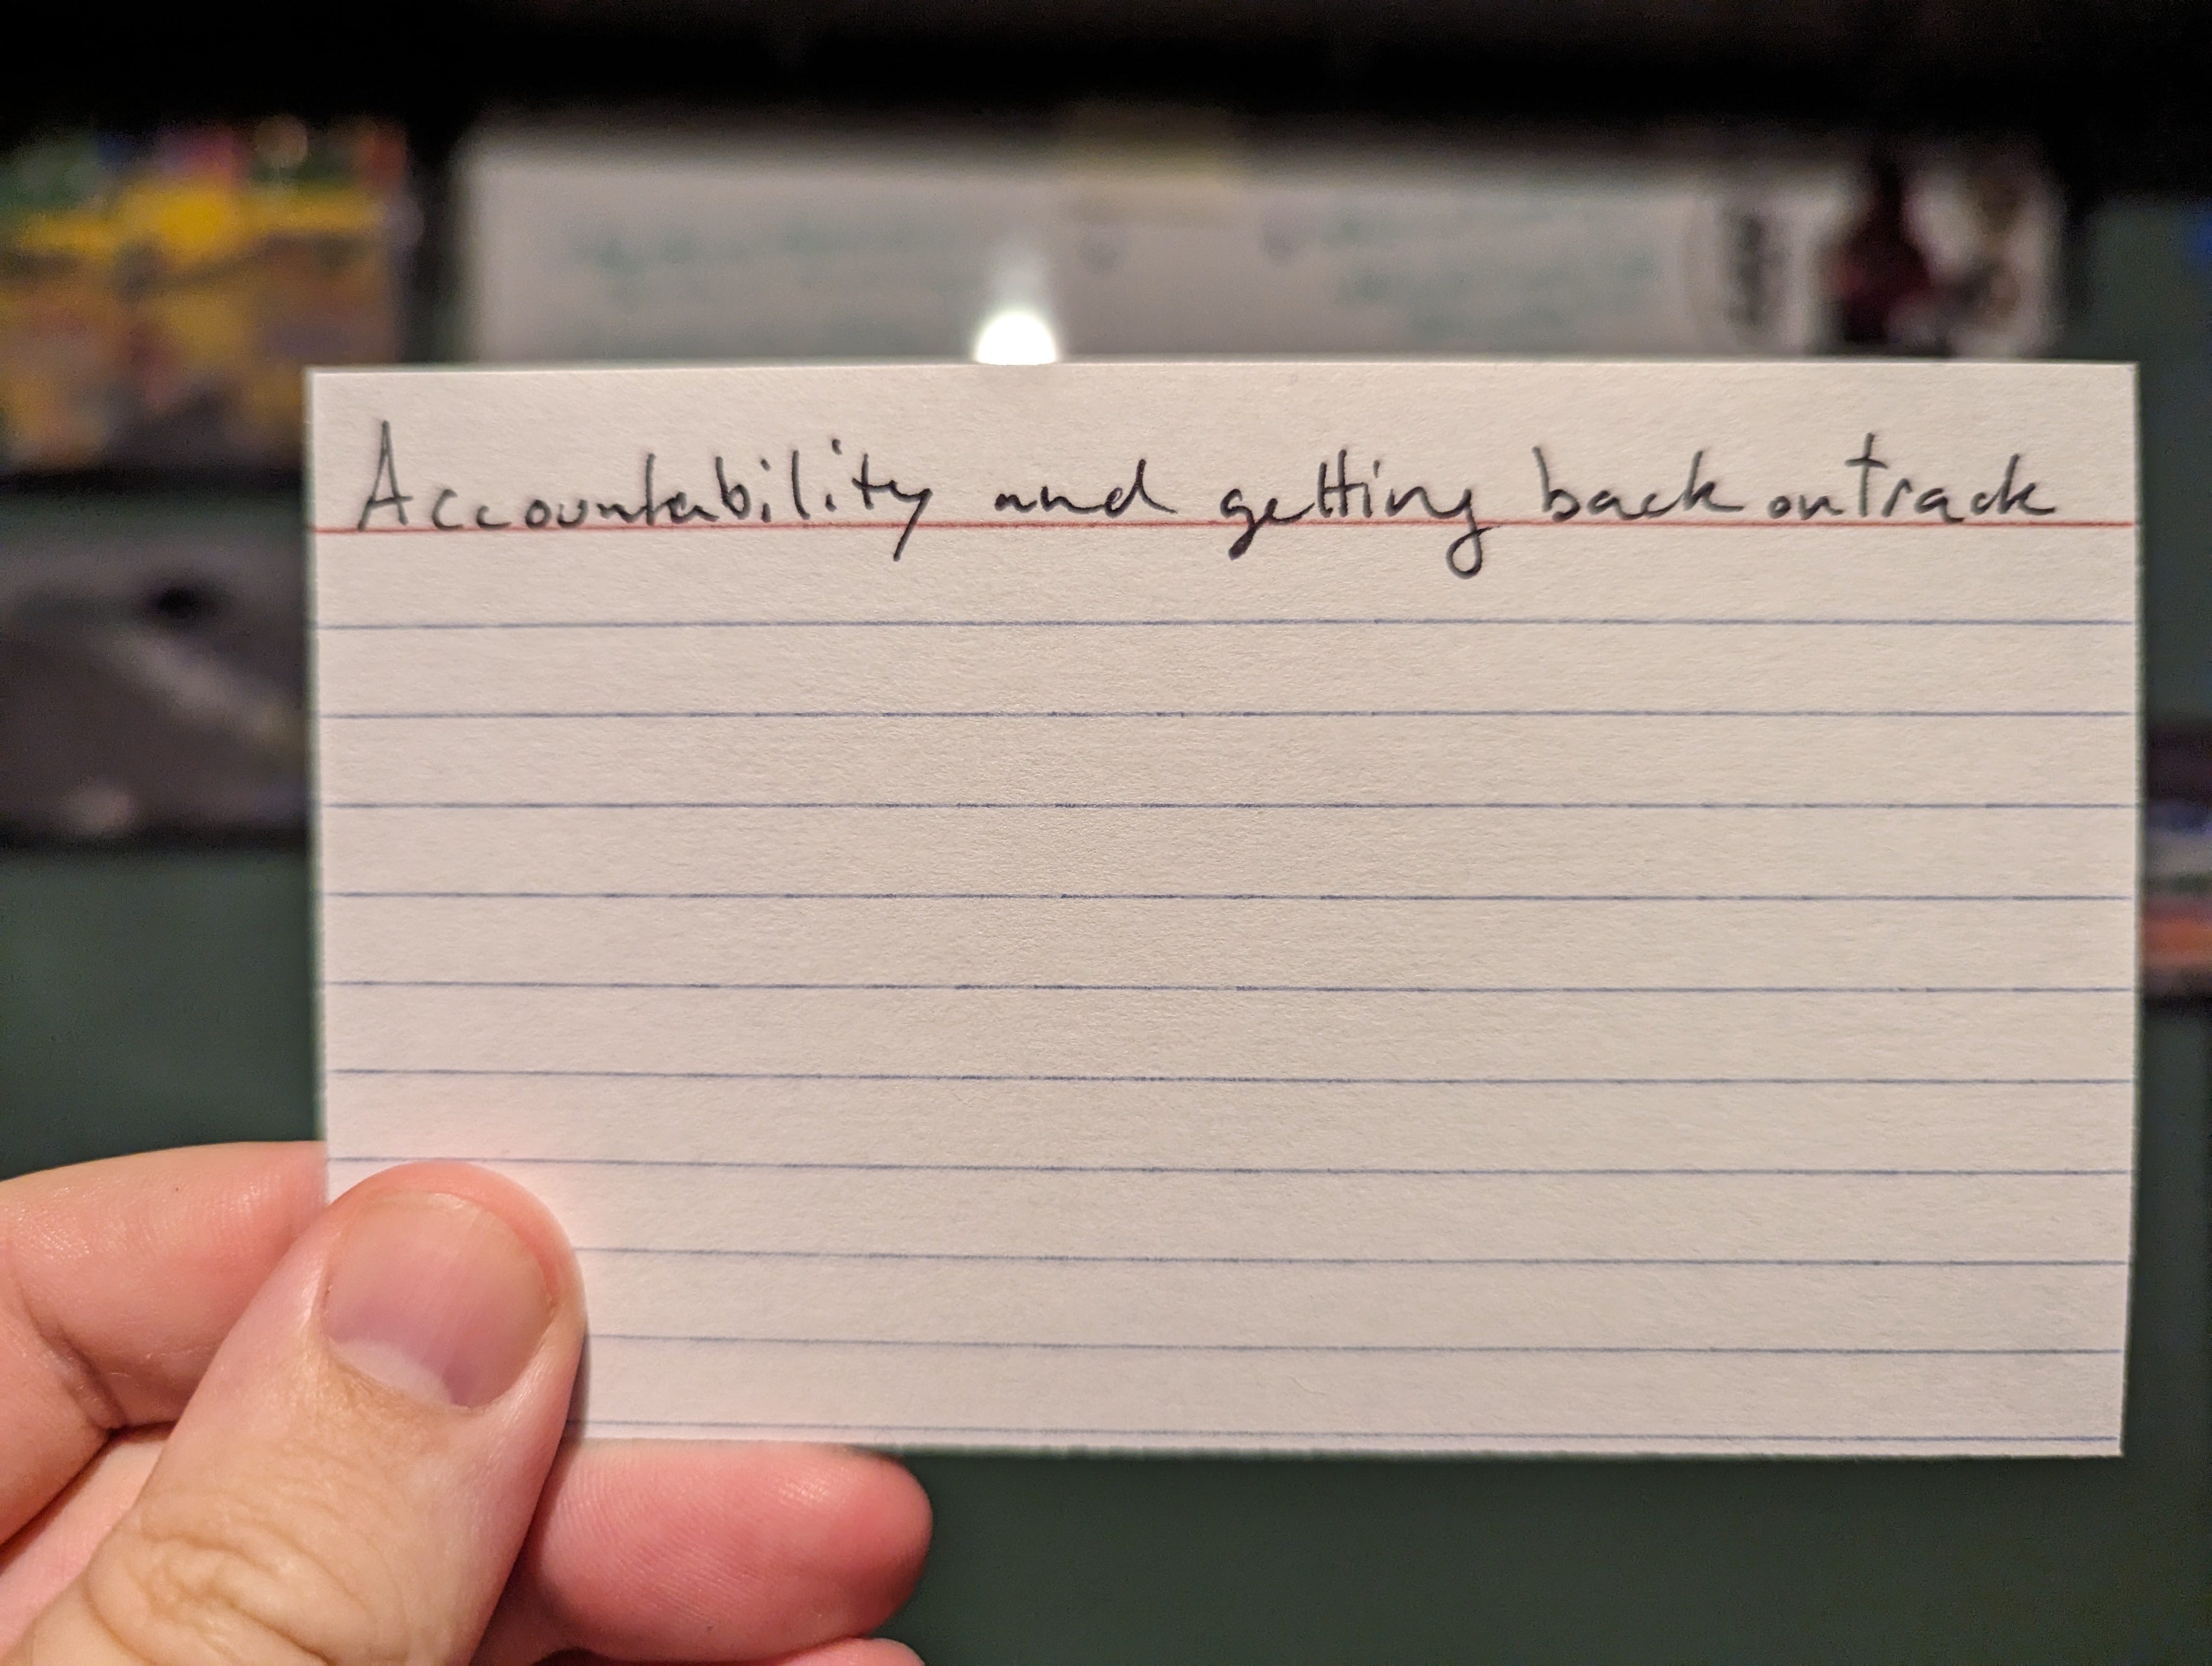 Accountability and getting back on track